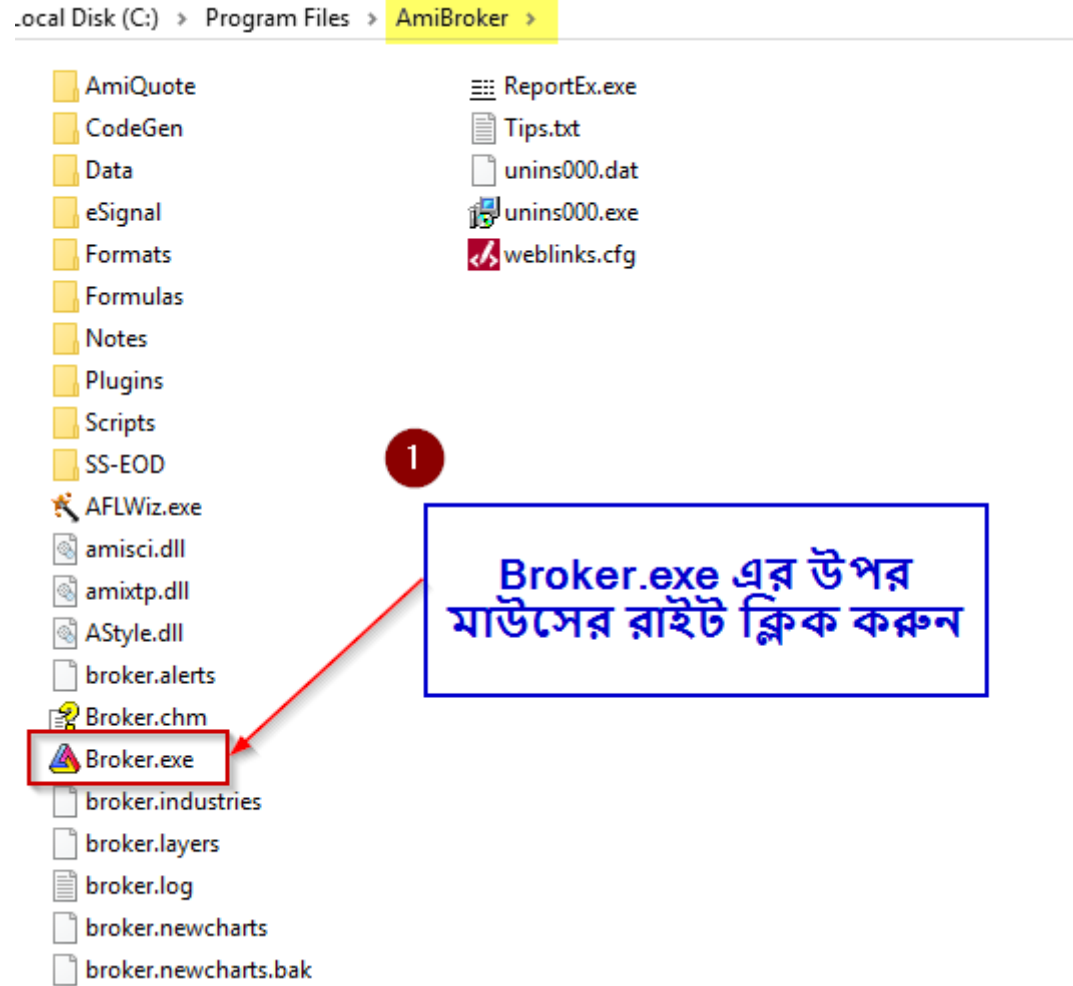 Local Disk (C:) > Program Files > AmiBroker >
AmiQuote
CodeGen
Data
eSignal
Formats
Formulas
Notes
Plugins
Scripts
SS-EOD
AFLWiz.exe
amisci.dll
amixtp.dll
AStyle.dll
broker.alerts
Broker.chm
Broker.exe
broker.industries
broker.layers
broker.log
broker.newcharts
broker.newcharts.bak
ReportEx.exe
Tips.txt
unins000.dat
unins000.exe
weblinks.cfg
1
Broker.exe এর উপর
মাউসের রাইট ক্লিক করুন